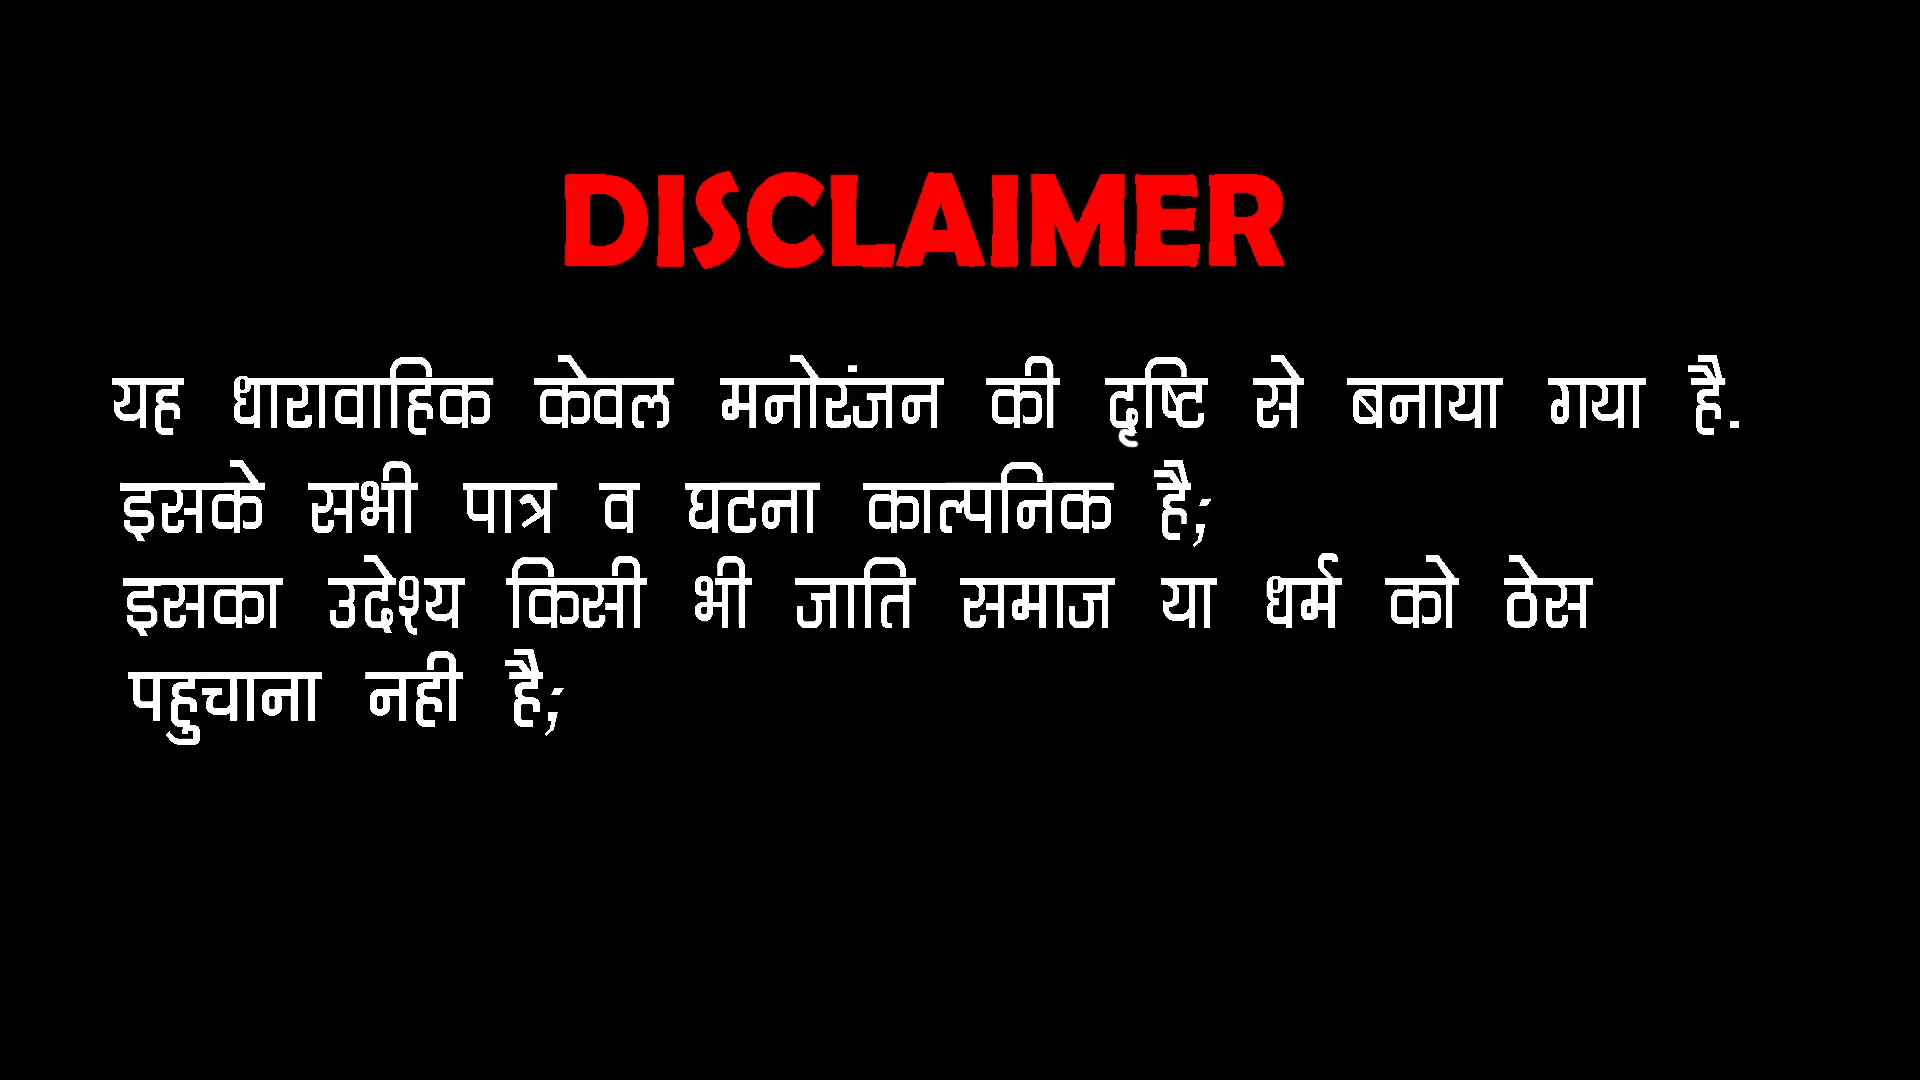 DISCLAIMER
यह धारावाहिक केवल मनोरंजन की दृष्टि से बनाया गया है.
इसके सभी पात्र व घटना काल्पनिक है;
इसका उदेश्य किसी भी जाति समाज या धर्म को ठेस
पहुचाना नही है;